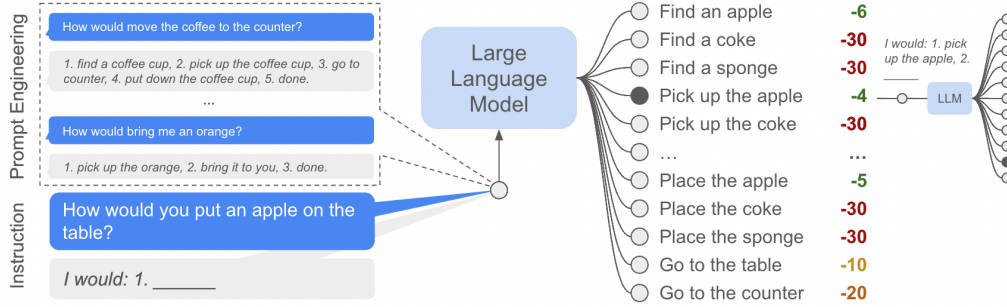 Prompt Engineering
How would move the coffee to the counter?
1. find a coffee cup, 2. pick up the coffee cup, 3. go to
counter, 4. put down the coffee cup, 5. done.
...
How would bring me an orange?
1. pick up the orange, 2. bring it to you, 3. done.
Instruction
How would you put an apple on the
table?
I would: 1. ______
Large
Language
Model
Find an apple -6
Find a coke -30
Find a sponge -30
Pick up the apple -4
Pick up the coke -30
... ...
Place the apple -5
Place the coke -30
Place the sponge -30
Go to the table -10
Go to the counter -20
I would: 1. pick
up the apple, 2.
____
LLM